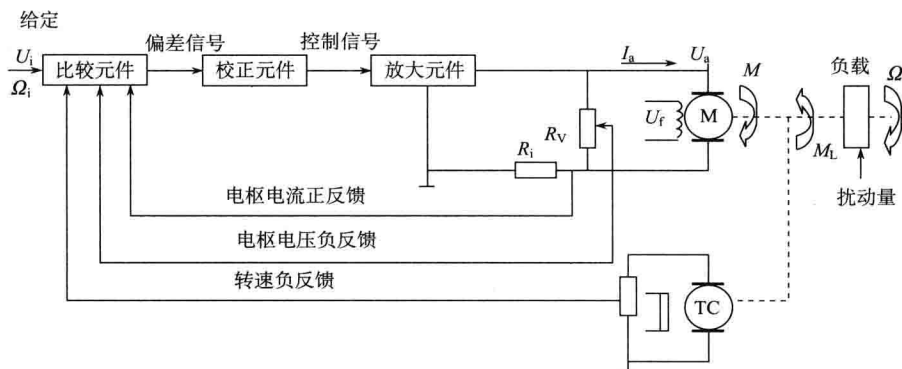 给定
U_i
Ω_i
比较元件
偏差信号
校正元件
控制信号
放大元件
I_a
U_a
M
负载
Ω
U_f
M
R_V
R_i
M_L
扰动量
电枢电流正反馈
电枢电压负反馈
转速负反馈
TC